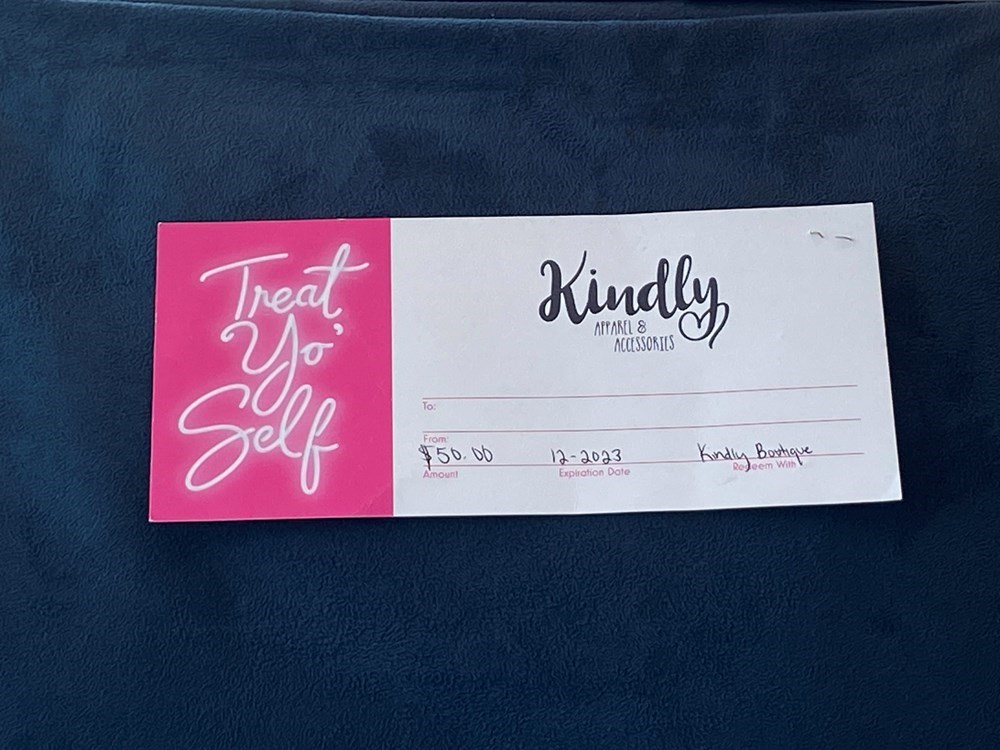 Treat
Yo'
Self
Kindly
APPAREL &
ACCESSORIES
To:
From:
$50.00 12-2023 Kindly Boutique
Amount Expiration Date Redeem With